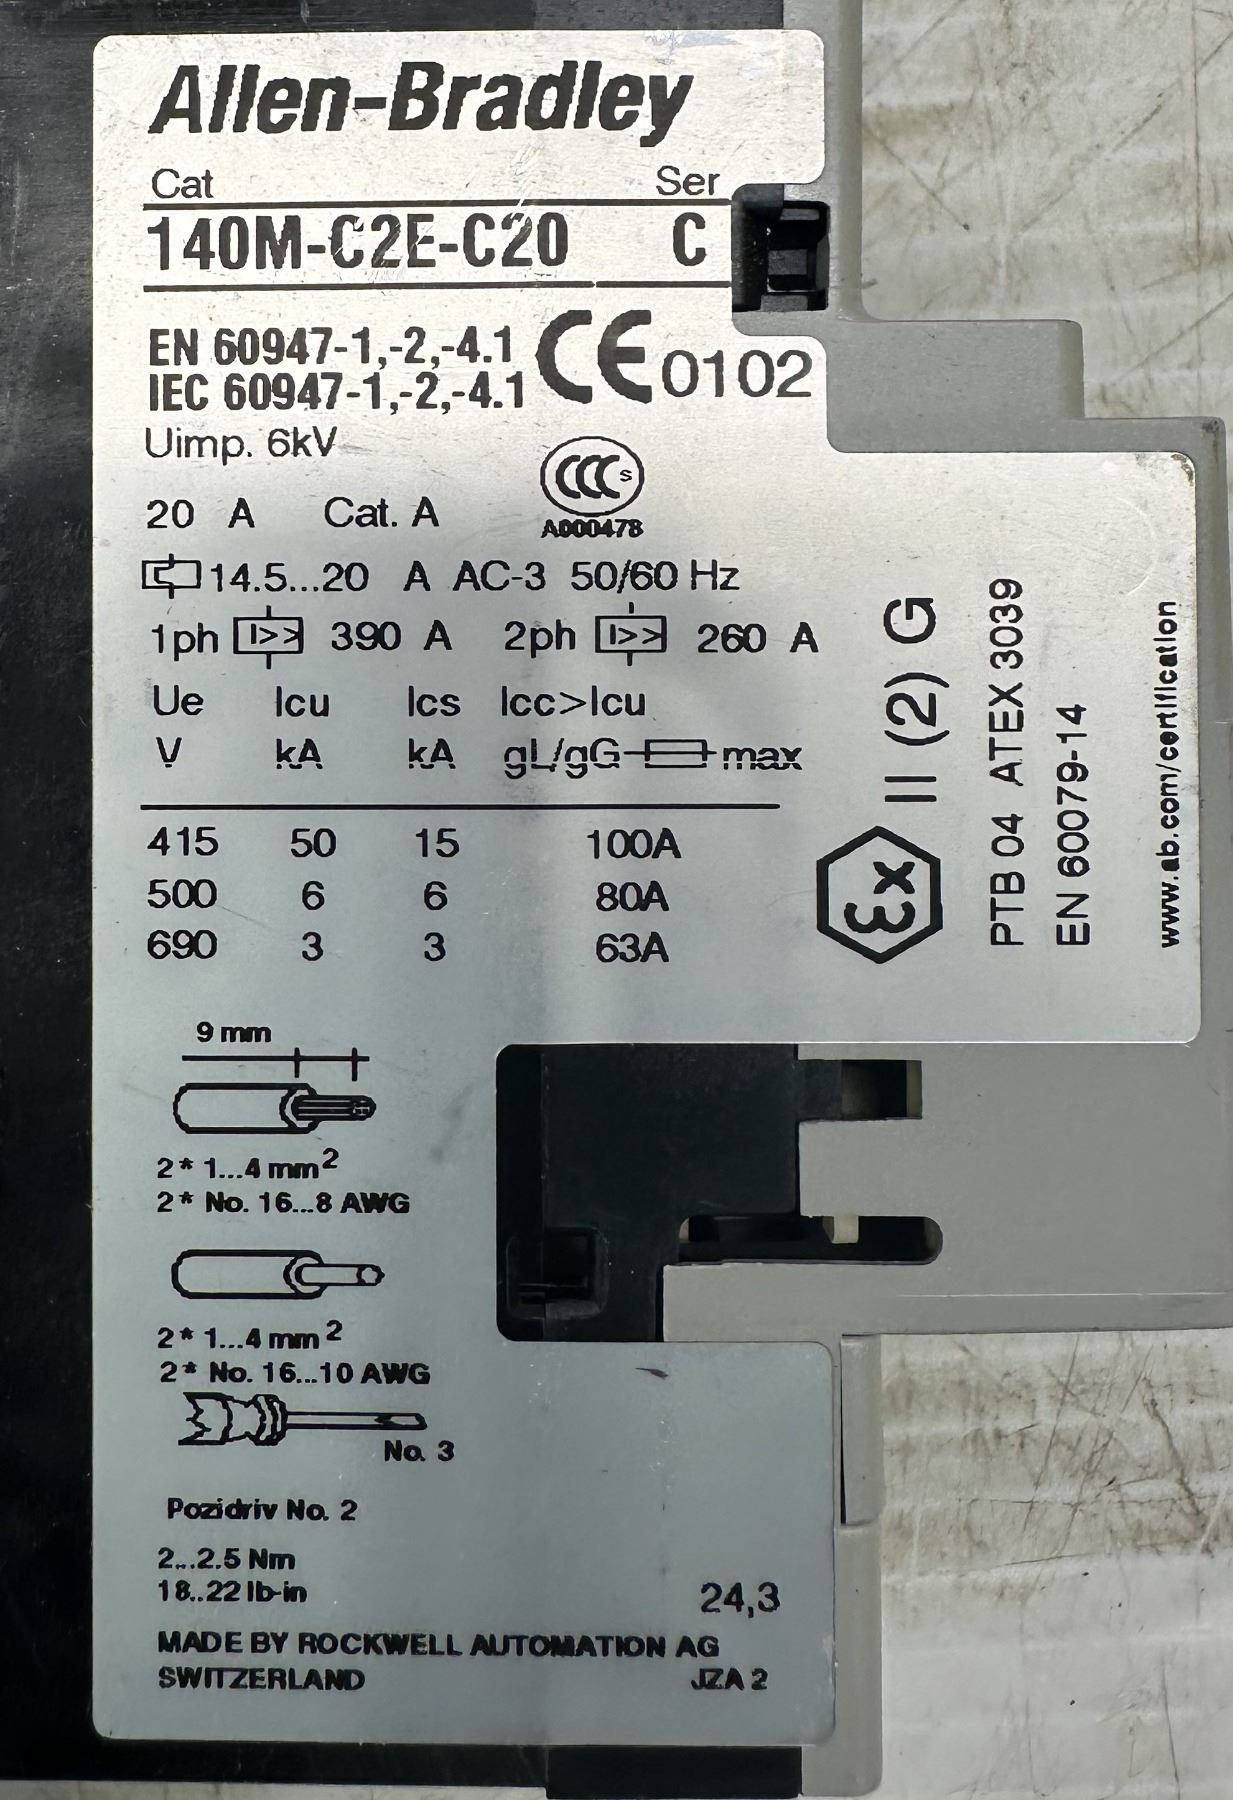 Allen-Bradley
Cat Ser
140M-C2E-C20 C
EN 60947-1,-2,-4.1
IEC 60947-1,-2,-4.1
CE 0102
Uimp. 6kV
CCC S
A000478
20 A Cat. A
14.5...20 A AC-3 50/60 Hz
1ph I>> 390 A 2ph I>> 260 A
Ue Icu Ics Icc>Icu
V kA kA gL/gG max
415 50 15 100A
500 6 6 80A
690 3 3 63A
Ex II (2) G
PTB 04 ATEX 3039
EN 60079-14
www.ab.com/certification
9 mm
2* 1...4 mm²
2* No. 16...8 AWG
2* 1...4 mm²
2* No. 16...10 AWG
No. 3
Pozidriv No. 2
2...2.5 Nm
18..22 lb-in
24,3
MADE BY ROCKWELL AUTOMATION AG
SWITZERLAND JZA 2